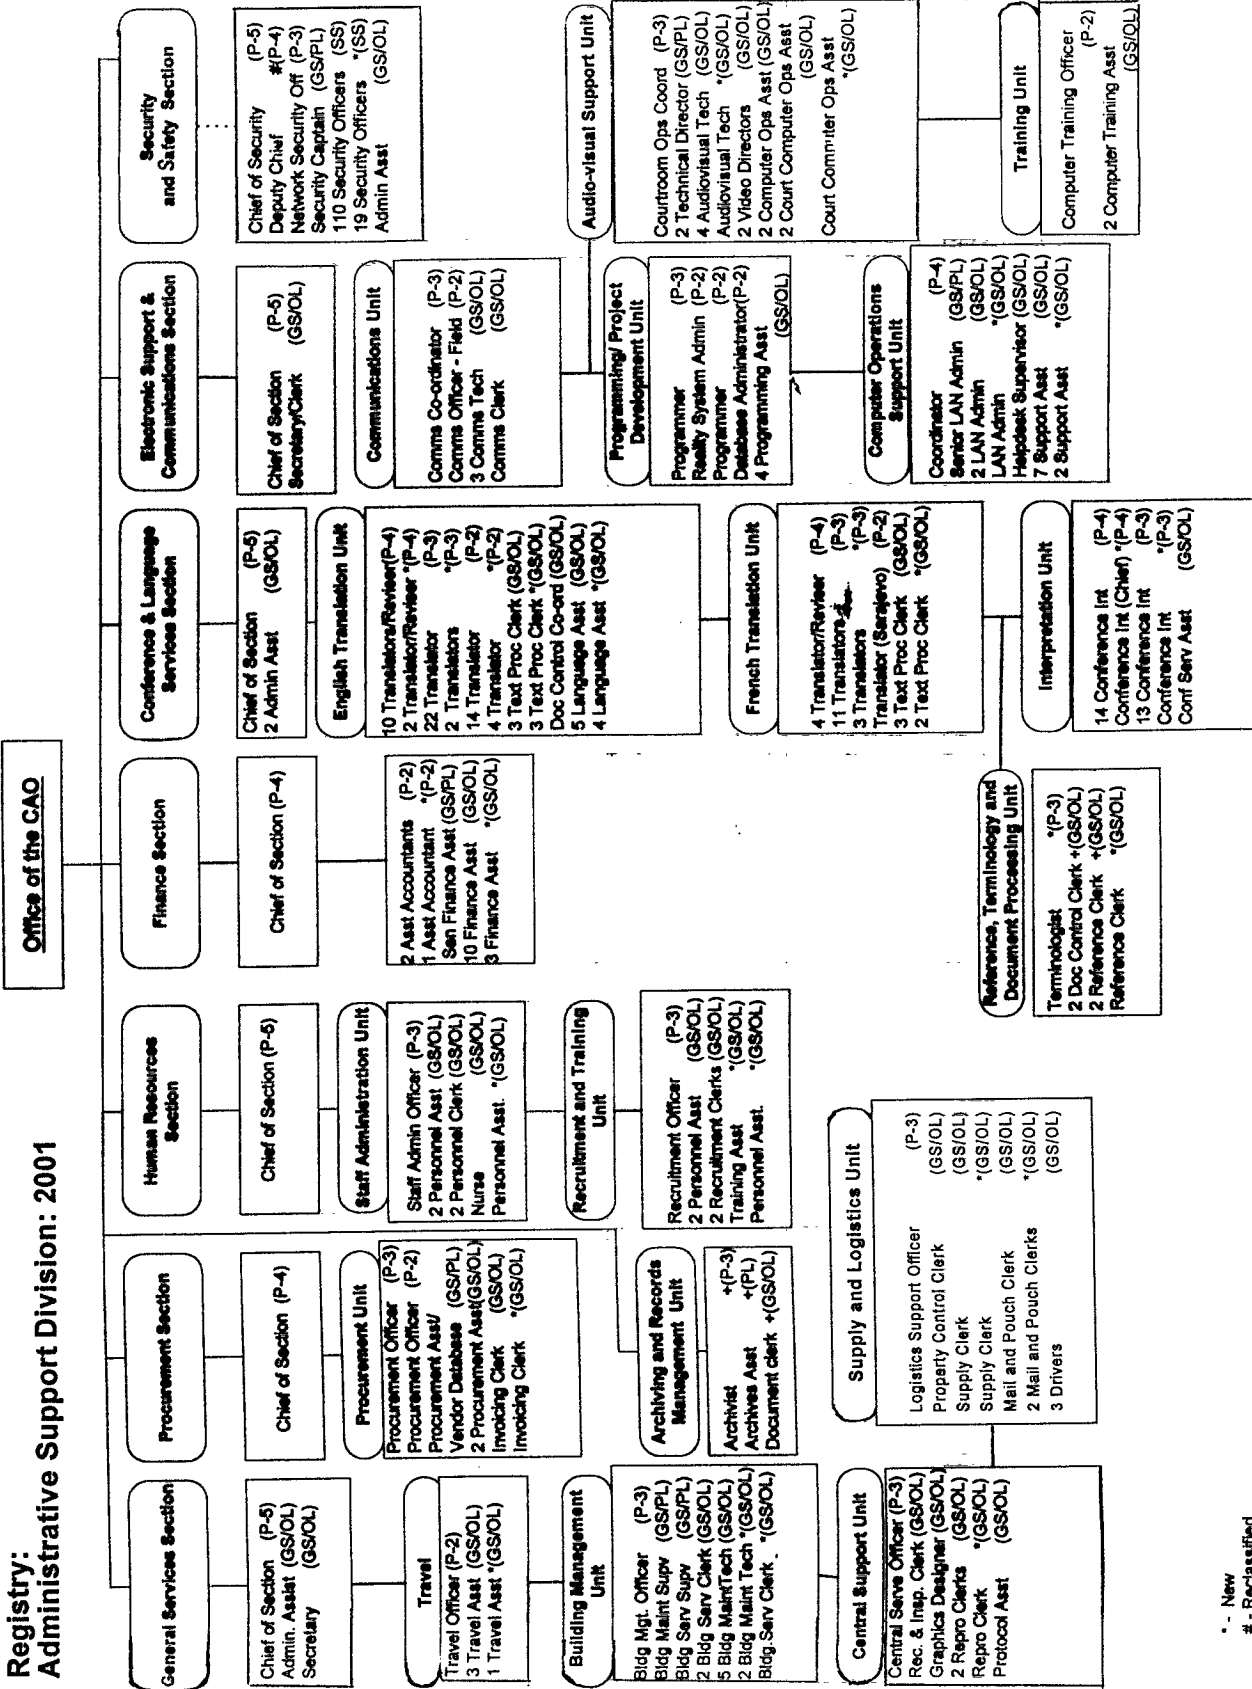 Registry:
Administrative Support Division: 2001
Office of the CAO
General Services Section
Chief of Section (P-5)
Admin. Assist (GS/OL)
Secretary (GS/OL)
Travel
Travel Officer (P-2)
3 Travel Asst (GS/OL)
1 Travel Asst *(GS/OL)
Building Management
Unit
Bldg Mgt. Officer (P-3)
Bldg Maint Supv (GS/PL)
Bldg Serv Supv (GS/PL)
2 Bldg Serv Clerk (GS/OL)
5 Bldg MaintTech (GS/OL)
2 Bldg Maint Tech *(GS/OL)
Bldg.Serv Clerk *(GS/OL)
Central Support Unit
Central Serve Officer (P-3)
Rec. & Insp. Clerk (GS/OL)
Graphics Designer (GS/OL)
2 Repro Clerks (GS/OL)
Repro Clerk *(GS/OL)
Protocol Asst (GS/OL)
Supply and Logistics Unit
Logistics Support Officer (P-3)
Property Control Clerk (GS/OL)
Supply Clerk (GS/OL)
Supply Clerk *(GS/OL)
Mail and Pouch Clerk (GS/OL)
2 Mail and Pouch Clerks *(GS/OL)
3 Drivers (GS/OL)
Procurement Section
Chief of Section (P-4)
Procurement Unit
Procurement Officer (P-3)
Procurement Officer (P-2)
Procurement Asst/
Vendor Database (GS/PL)
2 Procurement Asst(GS/OL)
Invoicing Clerk (GS/OL)
Invoicing Clerk *(GS/OL)
Archiving and Records
Management Unit
Archivist +(P-3)
Archives Asst +(PL)
Document clerk +(GS/OL)
Human Resources
Section
Chief of Section (P-5)
Staff Administration Unit
Staff Admin Officer (P-3)
2 Personnel Asst (GS/OL)
2 Personnel Clerk (GS/OL)
Nurse (GS/OL)
Personnel Asst. *(GS/OL)
Recruitment and Training
Unit
Recruitment Officer (P-3)
2 Personnel Asst (GS/OL)
2 Recruitment Clerks (GS/OL)
Training Asst *(GS/OL)
Personnel Asst. *(GS/OL)
Finance Section
Chief of Section (P-4)
2 Asst Accountants (P-2)
1 Asst Accountant *(P-2)
Sen Finance Asst (GS/PL)
10 Finance Asst (GS/OL)
3 Finance Asst *(GS/OL)
Conference & Language
Services Section
Chief of Section (P-5)
2 Admin Asst (GS/OL)
English Translation Unit
10 Translators/Reviser(P-4)
2 Translator/Reviser *(P-4)
22 Translator (P-3)
2 Translators *(P-3)
14 Translator (P-2)
4 Translator *(P-2)
3 Text Proc Clerk (GS/OL)
3 Text Proc Clerk *(GS/OL)
Doc Control Co-ord (GS/OL)
5 Language Asst (GS/OL)
4 Language Asst *(GS/OL)
French Translation Unit
4 Translator/Reviser (P-4)
11 Translators (P-3)
3 Translators *(P-3)
Translator (Sarajevo) (P-2)
3 Text Proc Clerk (GS/OL)
2 Text Proc Clerk *(GS/OL)
Reference, Terminology and
Document Processing Unit
Terminologist *(P-3)
2 Doc Control Clerk +(GS/OL)
2 Reference Clerk +(GS/OL)
Reference Clerk *(GS/OL)
Interpretation Unit
14 Conference Int (P-4)
Conference Int (Chief) *(P-4)
13 Conference Int (P-3)
Conference Int *(P-3)
Conf Serv Asst (GS/OL)
Electronic Support &
Communications Section
Chief of Section (P-5)
Secretary/Clerk (GS/OL)
Communications Unit
Comms Co-ordinator (P-3)
Comms Officer - Field (P-2)
3 Comms Tech (GS/OL)
Comms Clerk (GS/OL)
Programming/ Project
Development Unit
Programmer (P-3)
Reality System Admin (P-2)
Programmer (P-2)
Database Administrator(P-2)
4 Programming Asst
(GS/OL)
Computer Operations
Support Unit
Coordinator (P-4)
Senior LAN Admin (GS/PL)
2 LAN Admin (GS/OL)
LAN Admin *(GS/OL)
Helpdesk Supervisor (GS/OL)
7 Support Asst (GS/OL)
2 Support Asst *(GS/OL)
Audio-visual Support Unit
Courtroom Ops Coord (P-3)
2 Technical Director (GS/PL)
4 Audiovisual Tech (GS/OL)
Audiovisual Tech *(GS/OL)
2 Video Directors (GS/OL)
2 Computer Ops Asst (GS/OL)
2 Court Computer Ops Asst
(GS/OL)
Court Computer Ops Asst
*(GS/OL)
Training Unit
Computer Training Officer
(P-2)
2 Computer Training Asst
(GS/OL)
Security
and Safety Section
Chief of Security (P-5)
Deputy Chief #(P-4)
Network Security Off (P-3)
Security Captain (GS/PL)
110 Security Officers (SS)
19 Security Officers *(SS)
Admin Asst (GS/OL)
* - New
# - Reclassified